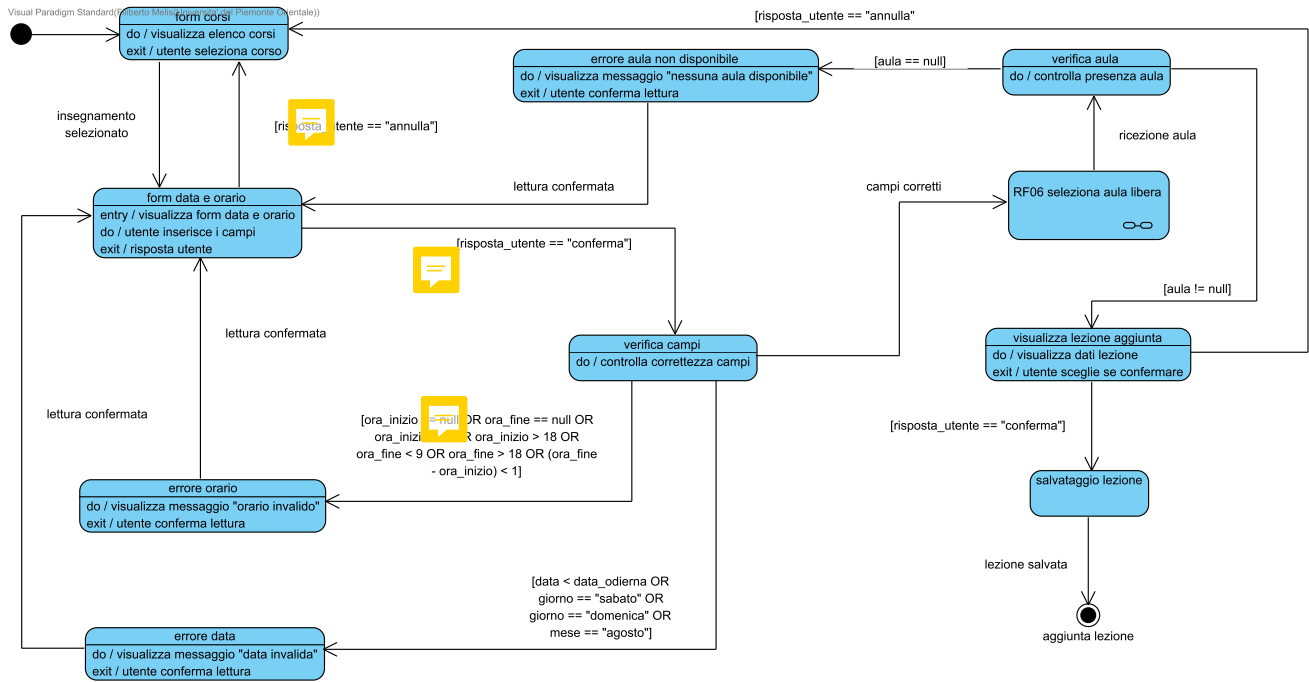 Visual Paradigm Standard(Filiberto Melis(Universita' del Piemonte Orientale))
form corsi
do / visualizza elenco corsi
exit / utente seleziona corso
[risposta_utente == "annulla"
errore aula non disponibile
do / visualizza messaggio "nessuna aula disponibile"
exit / utente conferma lettura
[aula == null]
verifica aula
do / controlla presenza aula
insegnamento
selezionato
[risposta_utente == "annulla"]
ricezione aula
lettura confermata
campi corretti
RF06 seleziona aula libera
form data e orario
entry / visualizza form data e orario
do / utente inserisce i campi
exit / risposta utente
[risposta_utente == "conferma"]
[aula != null]
lettura confermata
verifica campi
do / controlla correttezza campi
visualizza lezione aggiunta
do / visualizza dati lezione
exit / utente sceglie se confermare
lettura confermata
[ora_inizio == null OR ora_fine == null OR
ora_inizi R ora_inizio > 18 OR
ora_fine < 9 OR ora_fine > 18 OR (ora_fine
- ora_inizio) < 1]
[risposta_utente == "conferma"]
errore orario
do / visualizza messaggio "orario invalido"
exit / utente conferma lettura
salvataggio lezione
lezione salvata
[data < data_odierna OR
giorno == "sabato" OR
giorno == "domenica" OR
mese == "agosto"]
errore data
do / visualizza messaggio "data invalida"
exit / utente conferma lettura
aggiunta lezione